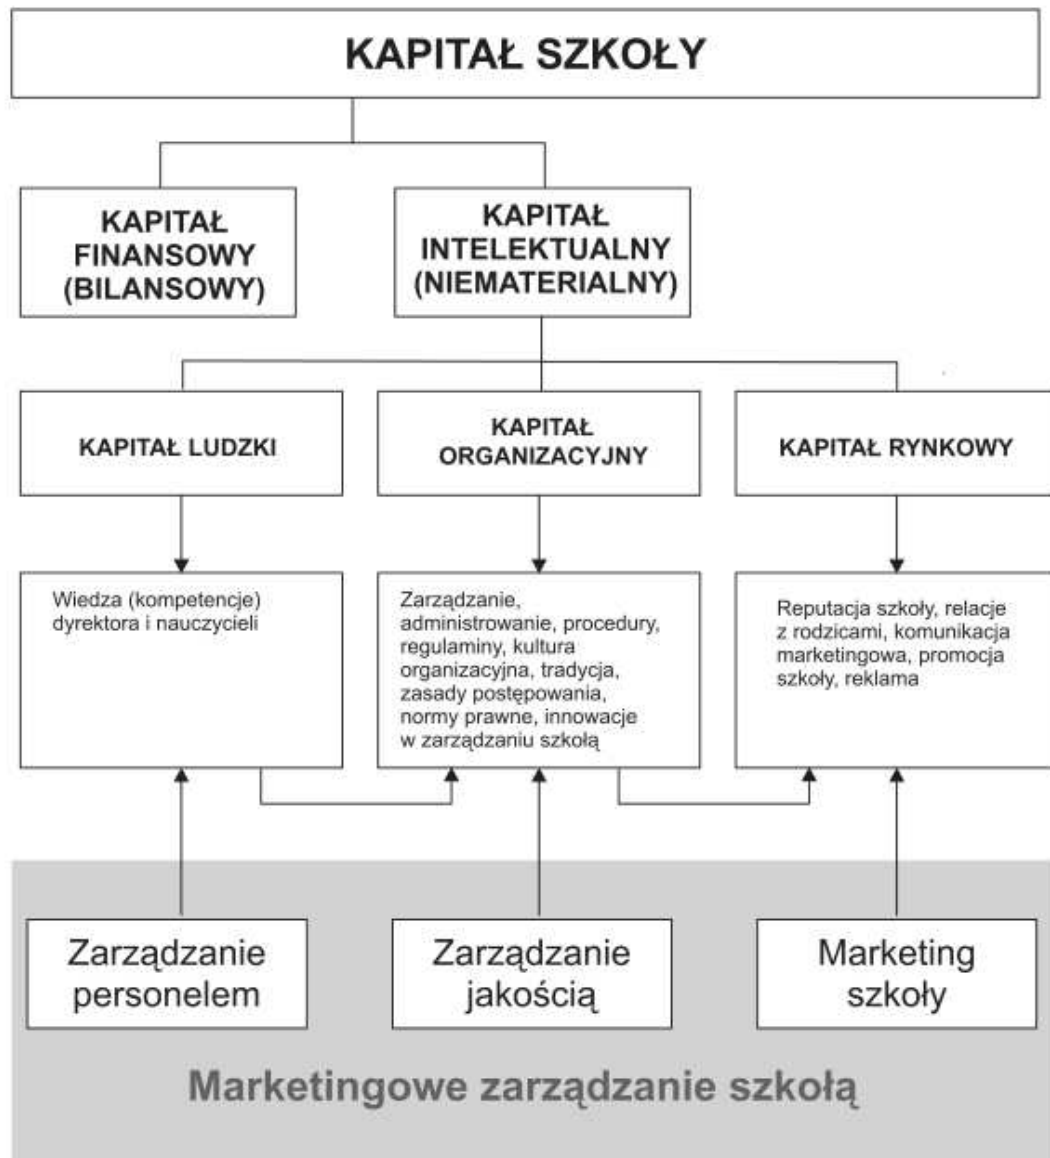 KAPITAŁ SZKOŁY
KAPITAŁ
FINANSOWY
(BILANSOWY)
KAPITAŁ
INTELEKTUALNY
(NIEMATERIALNY)
KAPITAŁ LUDZKI
KAPITAŁ
ORGANIZACYJNY
KAPITAŁ RYNKOWY
Wiedza (kompetencje)
dyrektora i nauczycieli
Zarządzanie,
administrowanie, procedury,
regulaminy, kultura
organizacyjna, tradycja,
zasady postępowania,
normy prawne, innowacje
w zarządzaniu szkołą
Reputacja szkoły, relacje
z rodzicami, komunikacja
marketingowa, promocja
szkoły, reklama
Zarządzanie
personelem
Zarządzanie
jakością
Marketing
szkoły
Marketingowe zarządzanie szkołą